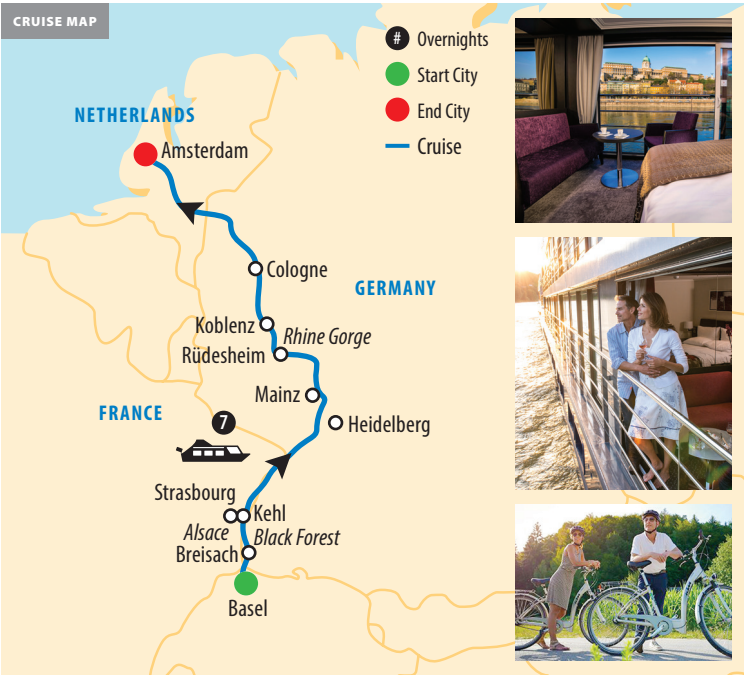 CRUISE MAP
# Overnights
Start City
End City
Cruise
NETHERLANDS
Amsterdam
Cologne
GERMANY
Koblenz
Rhine Gorge
Rüdesheim
Mainz
FRANCE
7
Heidelberg
Strasbourg
Kehl
Alsace
Black Forest
Breisach
Basel